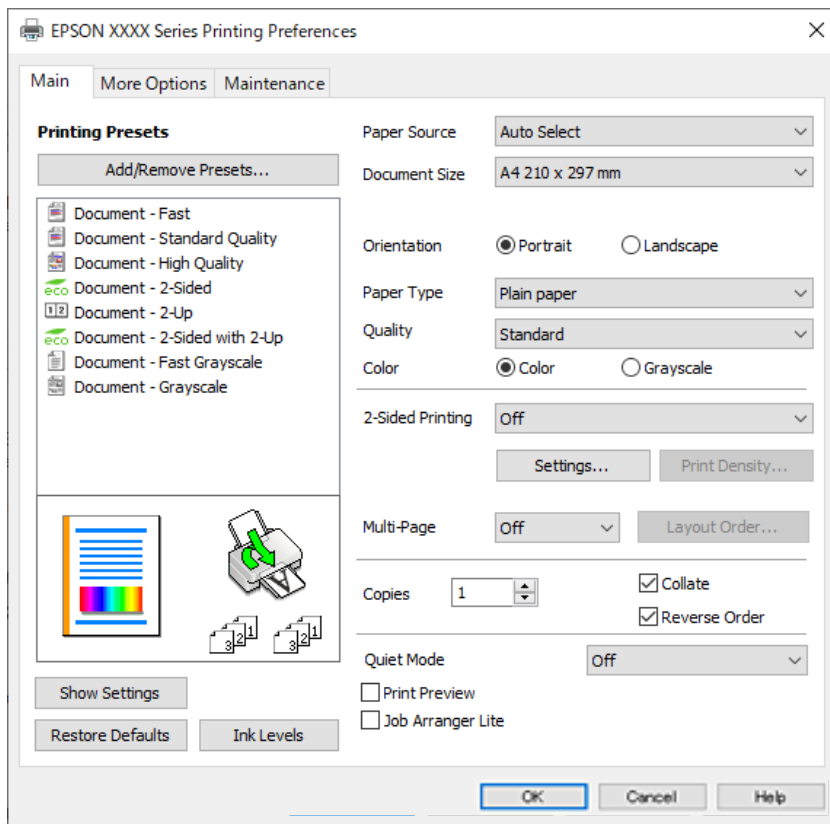 EPSON XXXX Series Printing Preferences
Main More Options Maintenance
Printing Presets
Add/Remove Presets...
Document - Fast
Document - Standard Quality
Document - High Quality
eco Document - 2-Sided
1 2 Document - 2-Up
eco Document - 2-Sided with 2-Up
Document - Fast Grayscale
Document - Grayscale
A
3 2 1 3 2 1
Show Settings
Restore Defaults Ink Levels
Paper Source Auto Select
Document Size A4 210 x 297 mm
Orientation Portrait Landscape
Paper Type Plain paper
Quality Standard
Color Color Grayscale
2-Sided Printing Off
Settings... Print Density...
Multi-Page Off Layout Order...
Copies 1 Collate
Reverse Order
Quiet Mode Off
Print Preview
Job Arranger Lite
OK Cancel Help